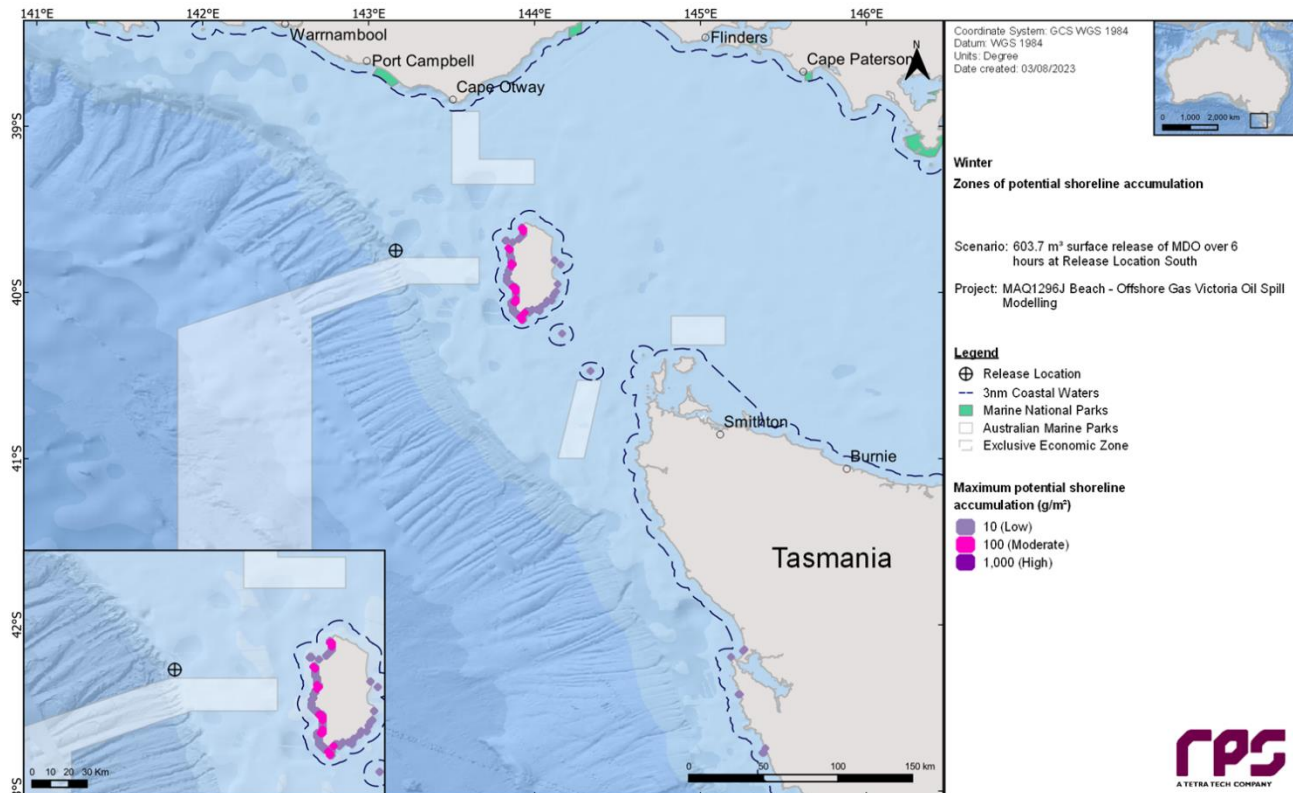 141°E 142°E 143°E 144°E 145°E 146°E
Warrnambool
Port Campbell
Cape Otway
Flinders
Cape Paterson
N
39°S
40°S
41°S
42°S
Smithton
Burnie
Tasmania
0 10 20 30 Km
0 50 100 150 km
Coordinate System: GCS WGS 1984
Datum: WGS 1984
Units: Degree
Date created: 03/08/2023
0 1,000 2,000 km
Winter
Zones of potential shoreline accumulation
Scenario: 603.7 m³ surface release of MDO over 6
hours at Release Location South
Project: MAQ1296J Beach - Offshore Gas Victoria Oil Spill
Modelling
Legend
Release Location
3nm Coastal Waters
Marine National Parks
Australian Marine Parks
Exclusive Economic Zone
Maximum potential shoreline
accumulation (g/m²)
10 (Low)
100 (Moderate)
1,000 (High)
rps
A TETRA TECH COMPANY